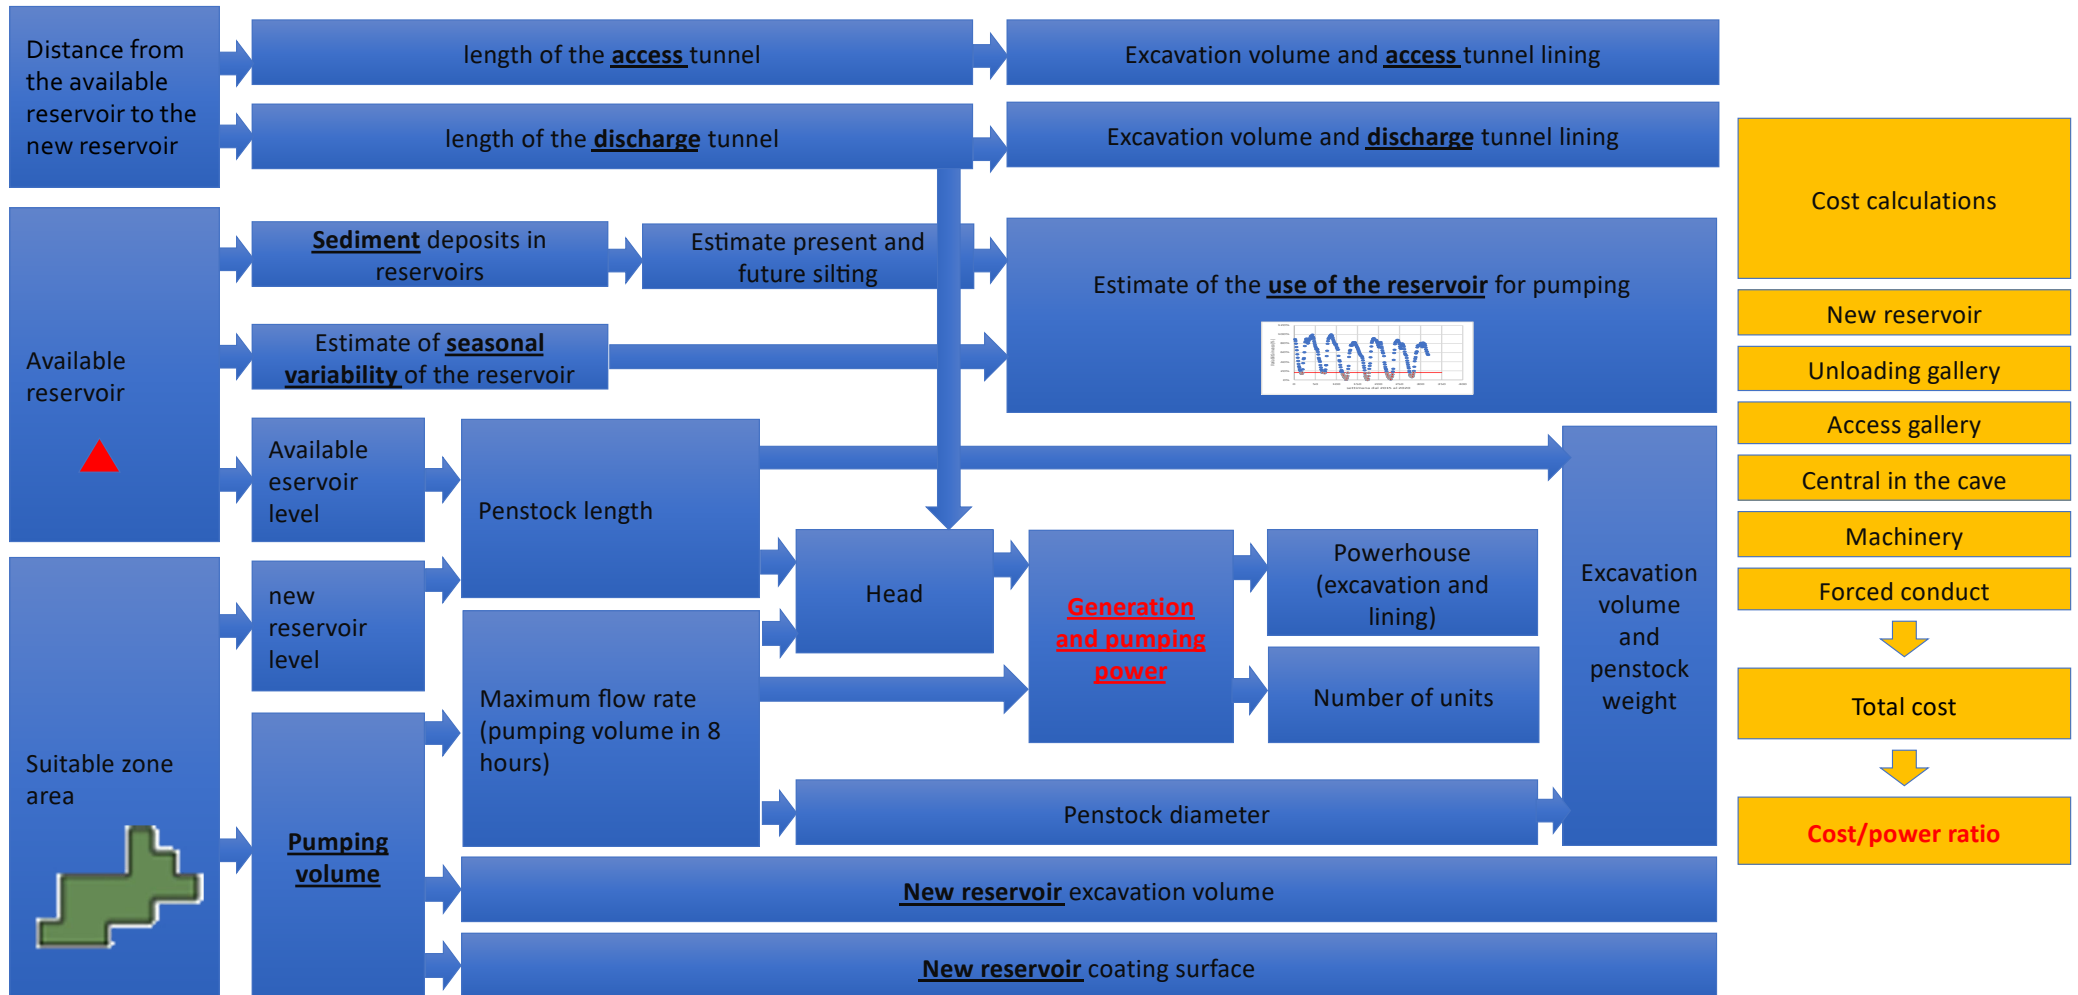 Distance from
the available
reservoir to the
new reservoir
length of the access tunnel
Excavation volume and access tunnel lining
length of the discharge tunnel
Excavation volume and discharge tunnel lining
Available
reservoir
Sediment deposits in
reservoirs
Estimate present and
future silting
Estimate of the use of the reservoir for pumping
Estimate of seasonal
variability of the reservoir
Available
eservoir
level
Penstock length
new
reservoir
level
Head
Generation
and pumping
power
Powerhouse
(excavation and
lining)
Number of units
Excavation
volume
and
penstock
weight
Suitable zone
area
Pumping
volume
Maximum flow rate
(pumping volume in 8
hours)
Penstock diameter
New reservoir excavation volume
New reservoir coating surface
Cost calculations
New reservoir
Unloading gallery
Access gallery
Central in the cave
Machinery
Forced conduct
Total cost
Cost/power ratio